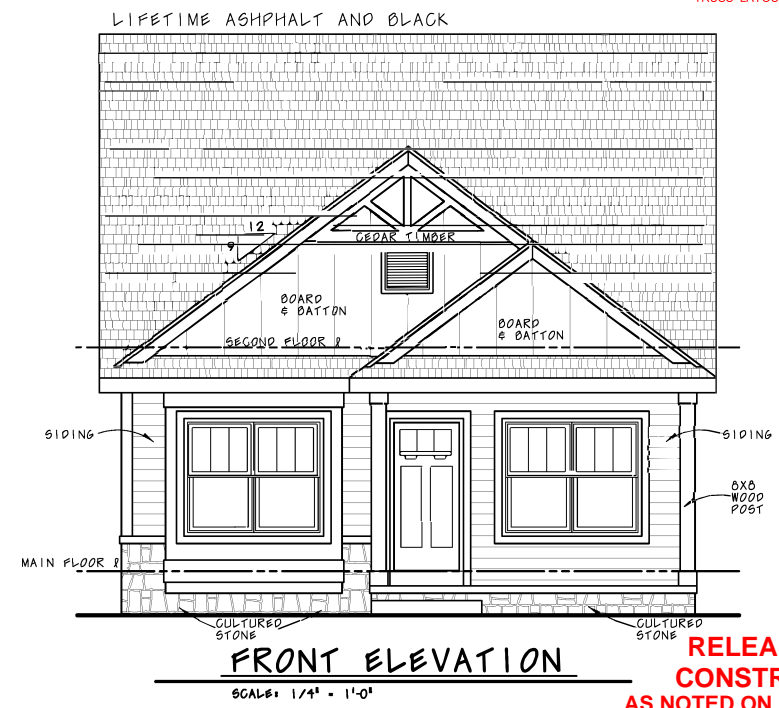 LIFETIME ASHPHALT AND BLACK
12
9
CEDAR TIMBER
BOARD
& BATTON
BOARD
& BATTON
SECOND FLOOR
SIDING
SIDING
8X8
WOOD
POST
MAIN FLOOR
CULTURED
STONE
CULTURED
STONE
FRONT ELEVATION
SCALE: 1/4" = 1'-0"
RELEA
CONSTR
AS NOTED ON